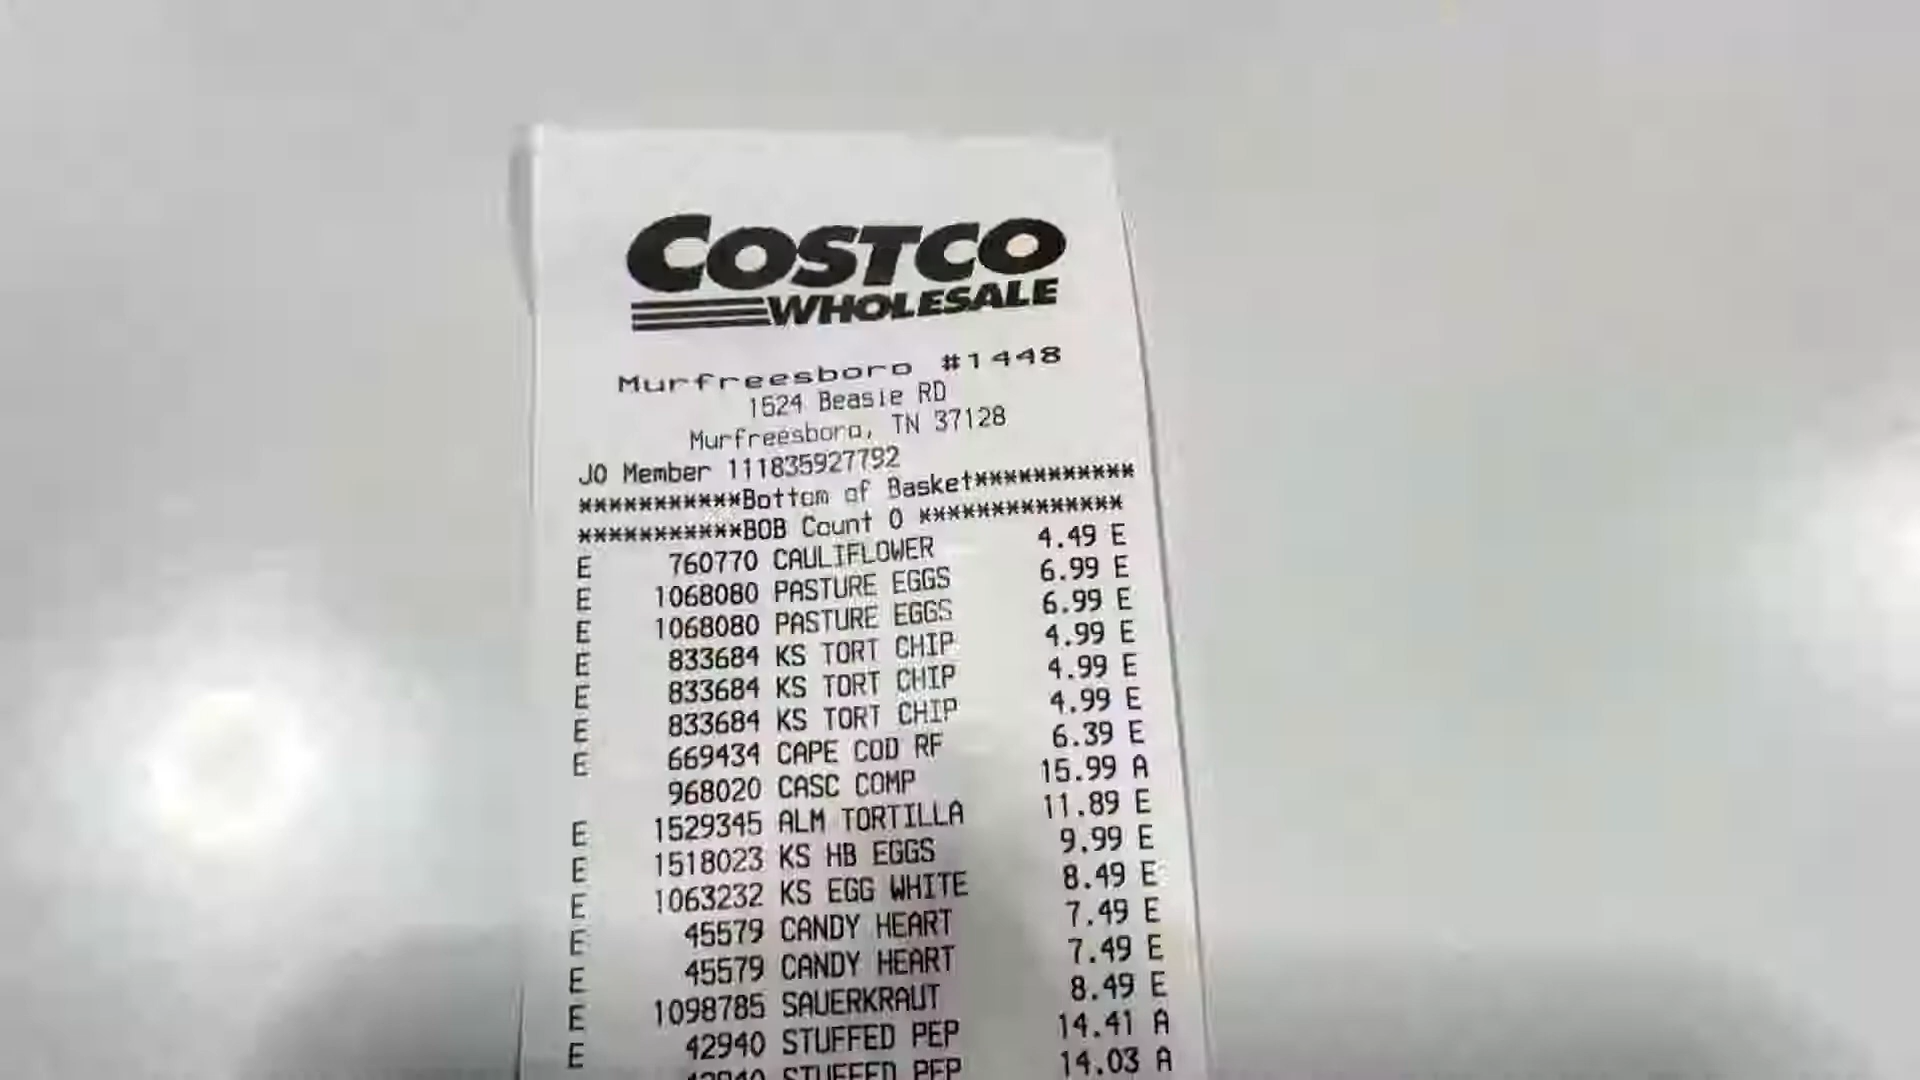 COSTCO
WHOLESALE
Murfreesboro #1448
1524 Beasie RD
Murfreesboro, TN 37128
JO Member 111835927792
***********Bottom of Basket***********
***********BOB Count 0 **************
E 760770 CAULIFLOWER 4.49 E
E 1068080 PASTURE EGGS 6.99 E
E 1068080 PASTURE EGGS 6.99 E
E 833684 KS TORT CHIP 4.99 E
E 833684 KS TORT CHIP 4.99 E
E 833684 KS TORT CHIP 4.99 E
E 669434 CAPE COD RF 6.39 E
968020 CASC COMP 15.99 A
E 1529345 ALM TORTILLA 11.89 E
E 1518023 KS HB EGGS 9.99 E
E 1063232 KS EGG WHITE 8.49 E
E 45579 CANDY HEART 7.49 E
E 45579 CANDY HEART 7.49 E
E 1098785 SAUERKRAUT 8.49 E
E 42940 STUFFED PEP 14.41 A
42940 STUFFED PEP 14.03 A